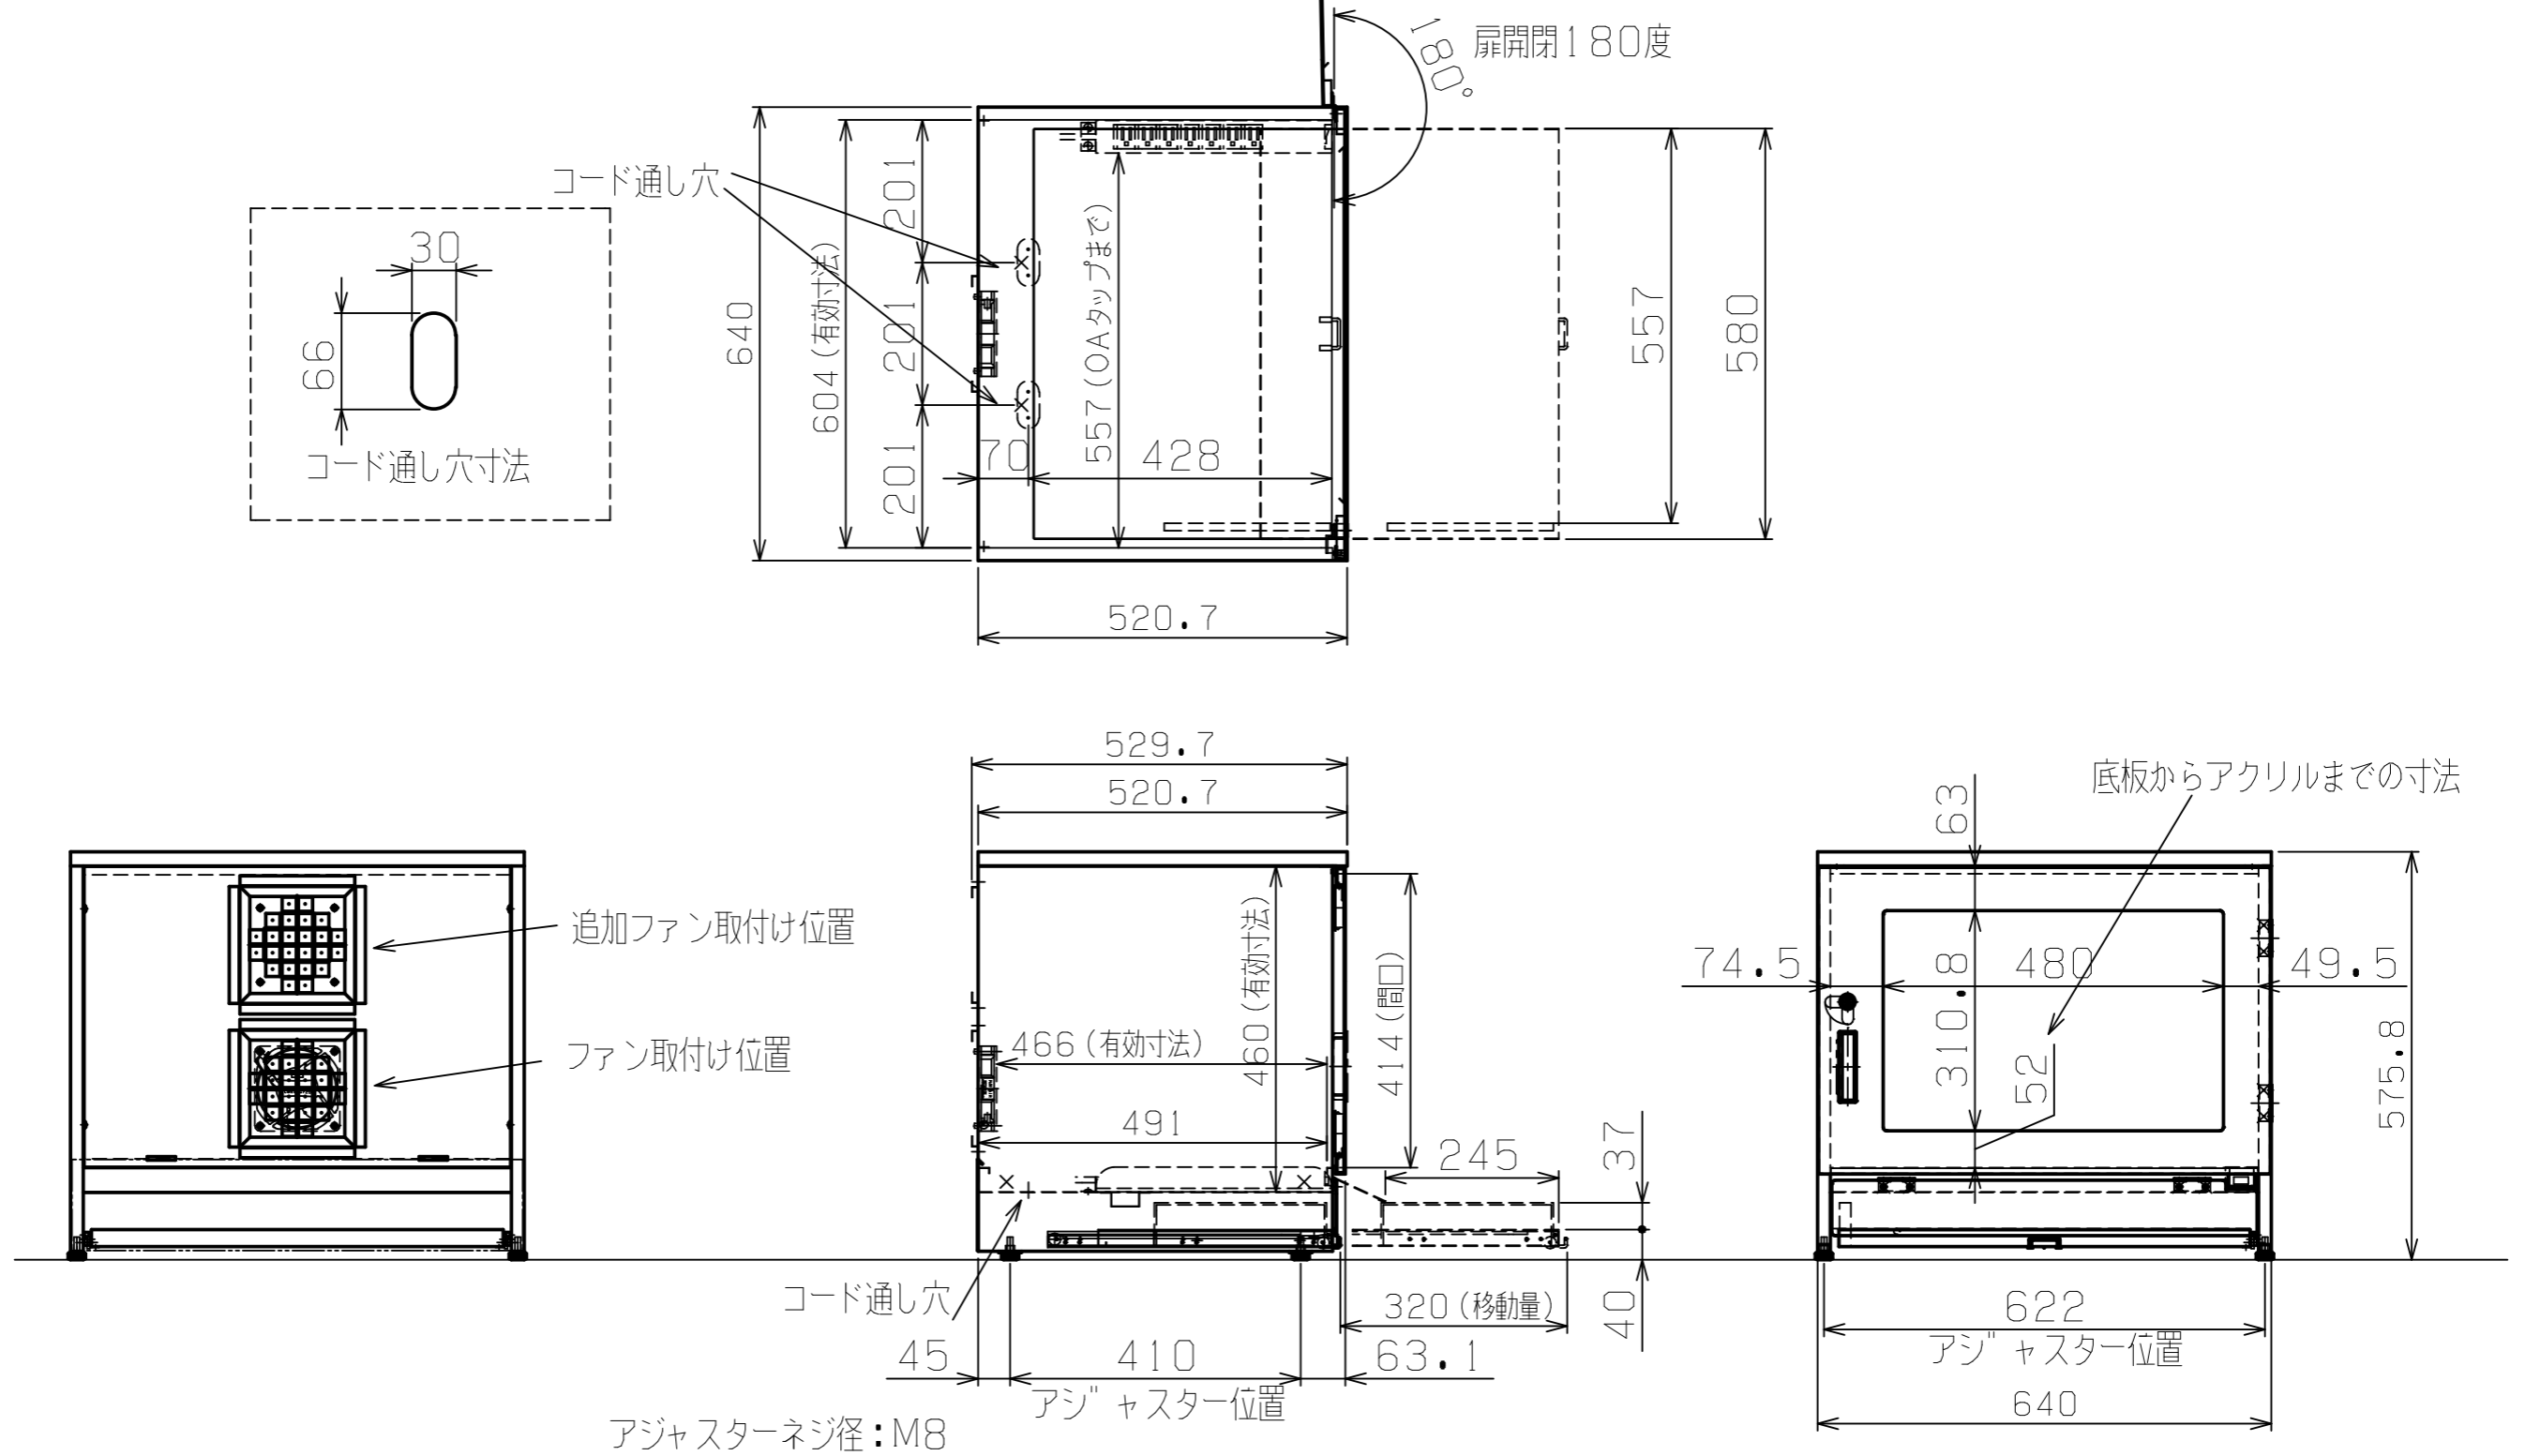 扉開閉180度
180°
コード通し穴
201
201
201
640
604(有効寸法)
557(OAタップまで)
70
428
557
580
520.7
30
66
コード通し穴寸法
529.7
520.7
追加ファン取付け位置
ファン取付け位置
466(有効寸法)
460(有効寸法)
414(間口)
491
245
37
40
コード通し穴
320(移動量)
45
410
63.1
アジャスター位置
アジャスターネジ径:M8
底板からアクリルまでの寸法
63
74.5
480
49.5
310.8
52
575.8
622
アジャスター位置
640